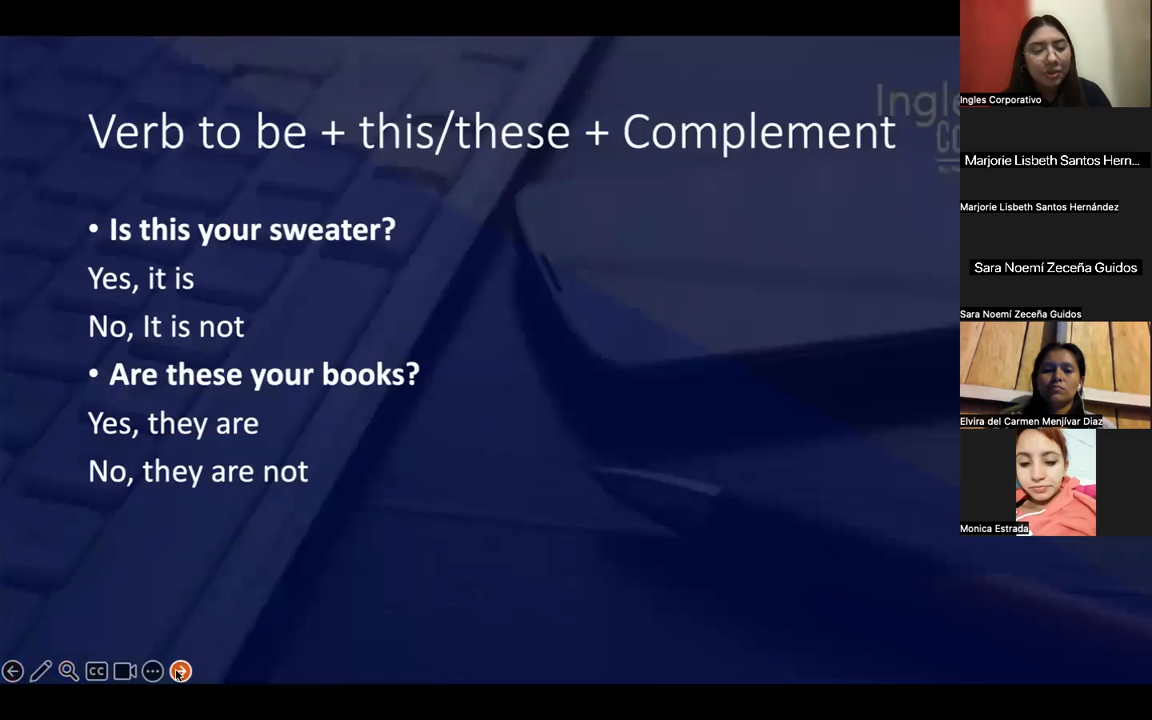 Verb to be + this/these + Complement
• Is this your sweater?
Yes, it is
No, It is not
• Are these your books?
Yes, they are
No, they are not
Ingles Corporativo
Marjorie Lisbeth Santos Hern...
Marjorie Lisbeth Santos Hernández
Sara Noemí Zeceña Guidos
Sara Noemí Zeceña Guidos
Elvira del Carmen Menjívar Diaz
Monica Estrada
CC